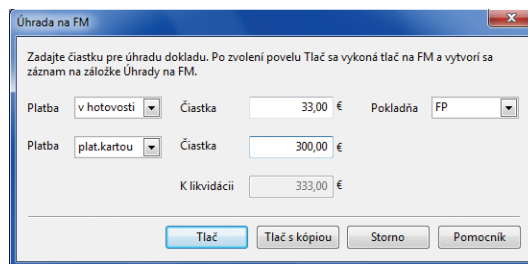 Úhrada na FM
Zadajte čiastku pre úhradu dokladu. Po zvolení povelu Tlač sa vykoná tlač na FM a vytvorí sa
záznam na záložke Úhrady na FM.
Platba v hotovosti Čiastka 33,00 € Pokladňa FP
Platba plat.kartou Čiastka 300,00 €
K likvidácii 333,00 €
Tlač Tlač s kópiou Storno Pomocník